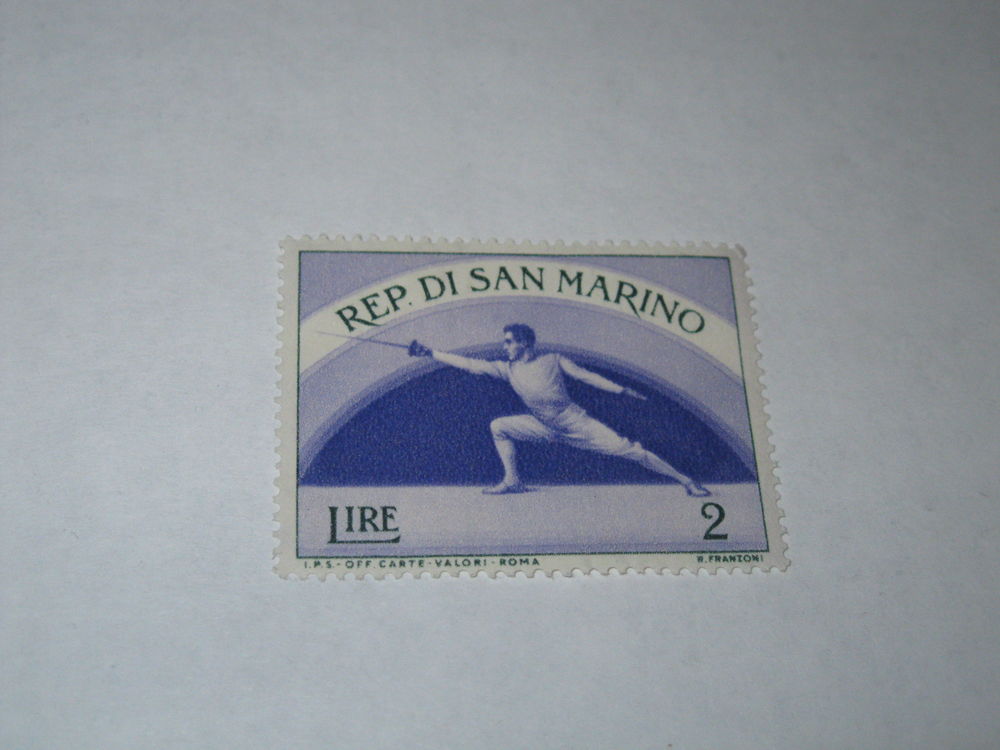 REP. DI SAN MARINO
LIRE 2
I.P.S.-OFF. CARTE-VALORI-ROMA R.FRANZONI